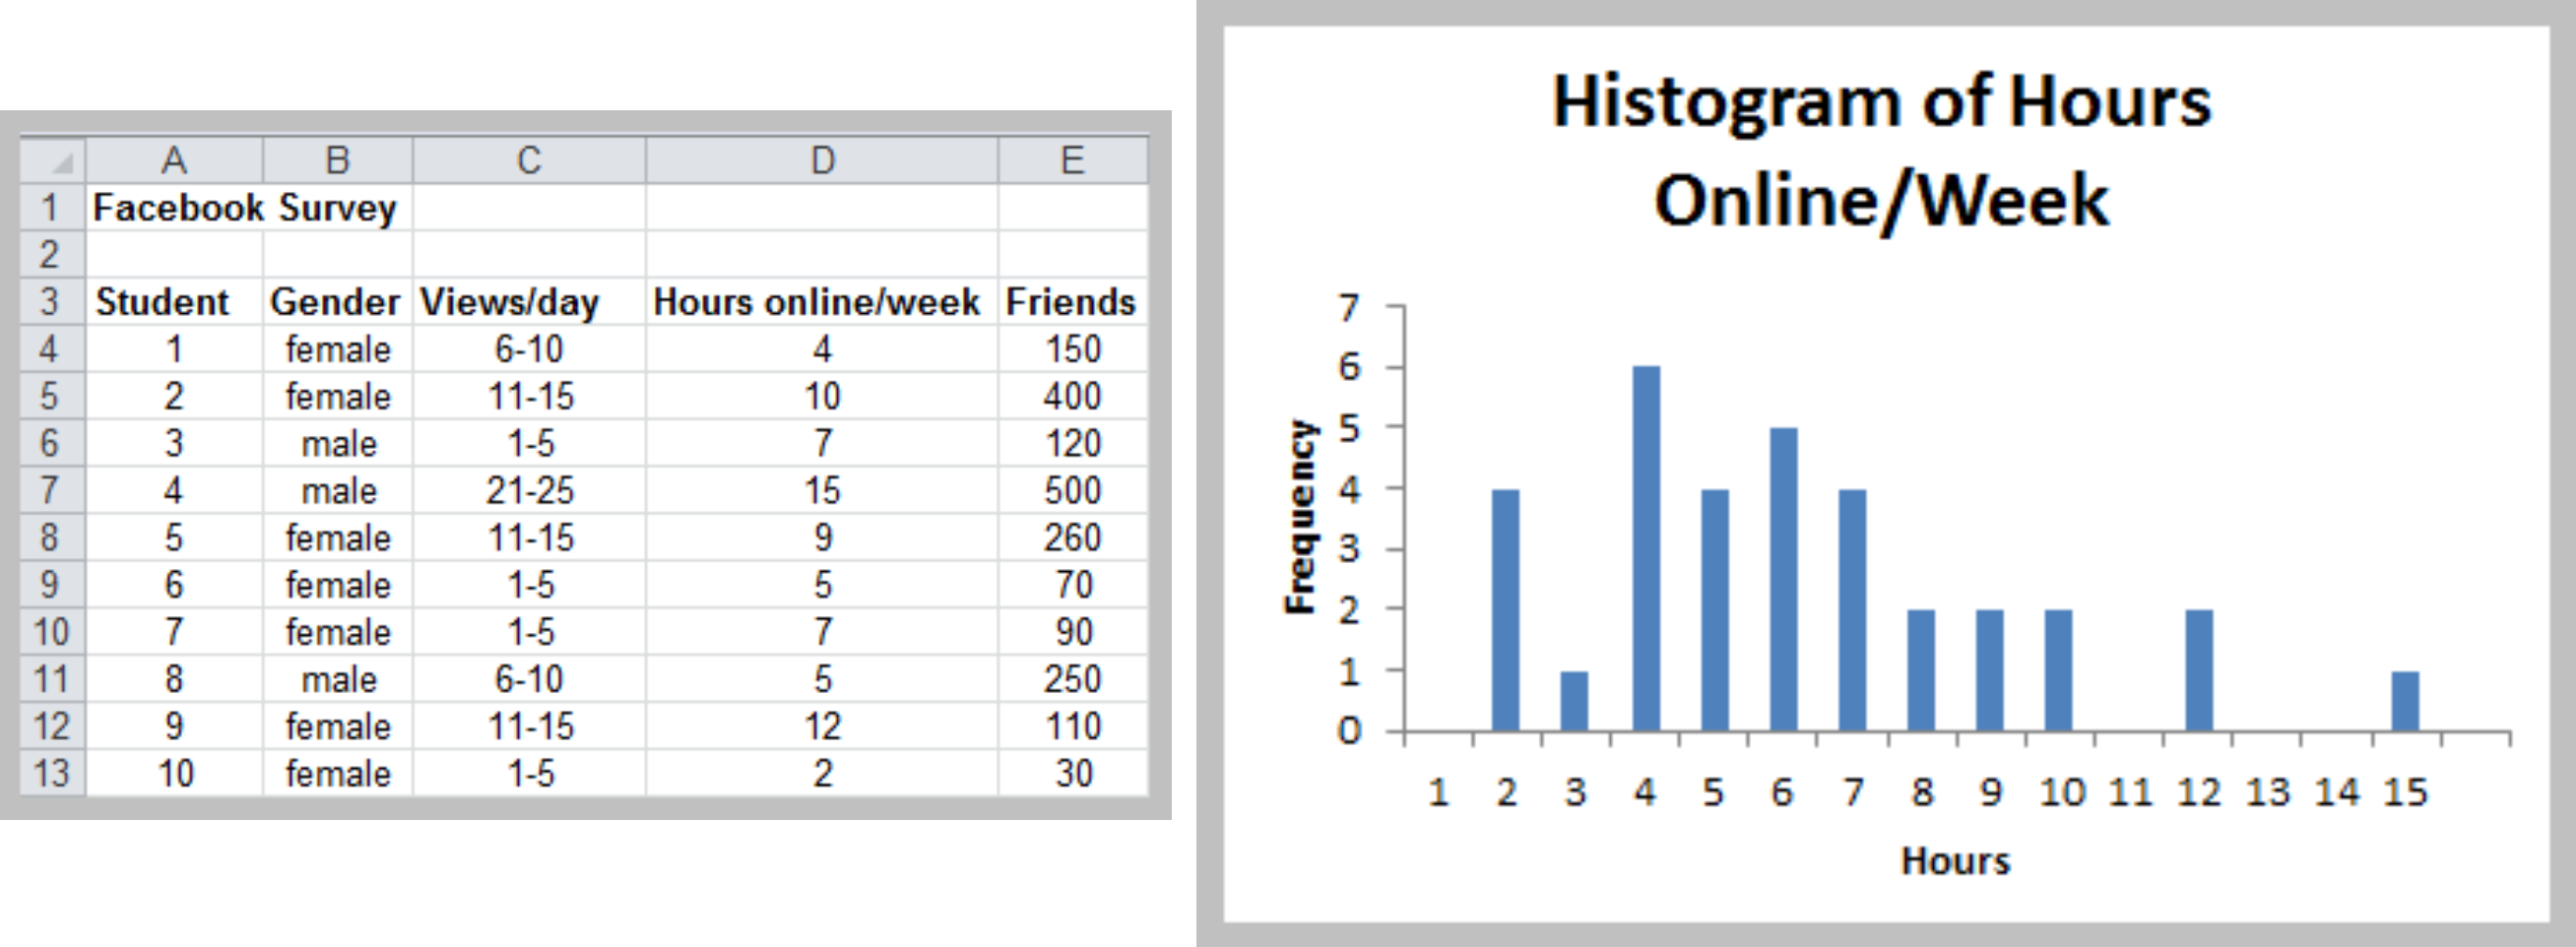 A B C D E
1 Facebook Survey
2
3 Student Gender Views/day Hours online/week Friends
4 1 female 6-10 4 150
5 2 female 11-15 10 400
6 3 male 1-5 7 120
7 4 male 21-25 15 500
8 5 female 11-15 9 260
9 6 female 1-5 5 70
10 7 female 1-5 7 90
11 8 male 6-10 5 250
12 9 female 11-15 12 110
13 10 female 1-5 2 30
Histogram of Hours
Online/Week
Frequency
7
6
5
4
3
2
1
0
1 2 3 4 5 6 7 8 9 10 11 12 13 14 15
Hours